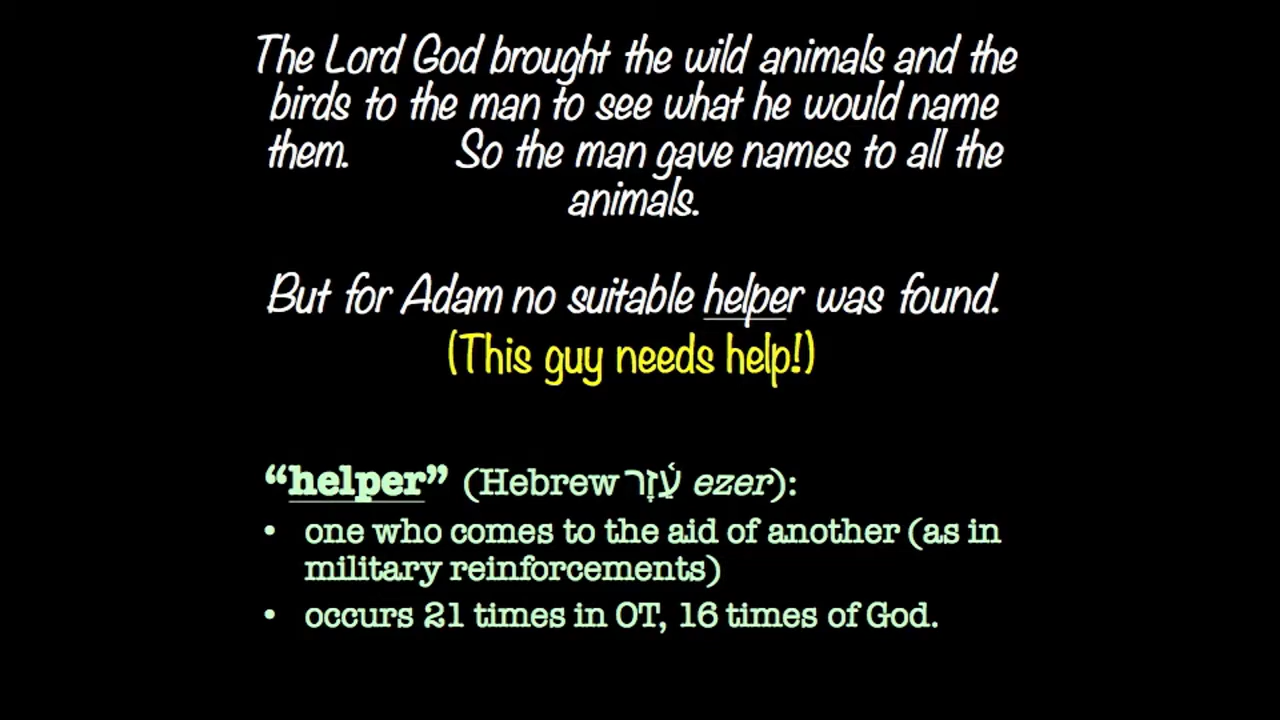 The Lord God brought the wild animals and the
birds to the man to see what he would name
them. So the man gave names to all the
animals.
But for Adam no suitable helper was found.
(This guy needs help!)
“helper” (Hebrew עֵ֫זֶר ezer):
• one who comes to the aid of another (as in
military reinforcements)
• occurs 21 times in OT, 16 times of God.